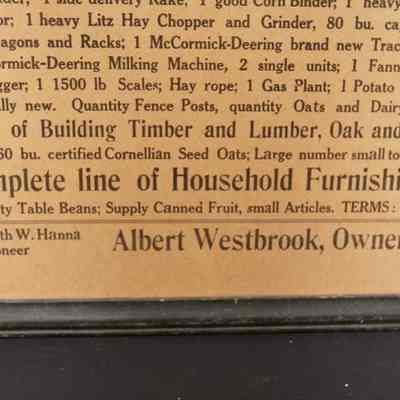 1 side delivery Rake, 1 good Corn Binder; 1 heavy
1 heavy Litz Hay Chopper and Grinder, 80 bu. ca
agons and Racks; 1 McCormick-Deering brand new Trac
rmick-Deering Milking Machine, 2 single units; 1 Fann
gger; 1 1500 lb Scales; Hay rope; 1 Gas Plant; 1 Potato
lly new. Quantity Fence Posts, quantity Oats and Dair
of Building Timber and Lumber, Oak and
60 bu. certified Cornellian Seed Oats; Large number small to
nplete line of Household Furnishi
ty Table Beans; Supply Canned Fruit, small Articles. TERMS:
th W. Hanna
oneer
Albert Westbrook, Owner